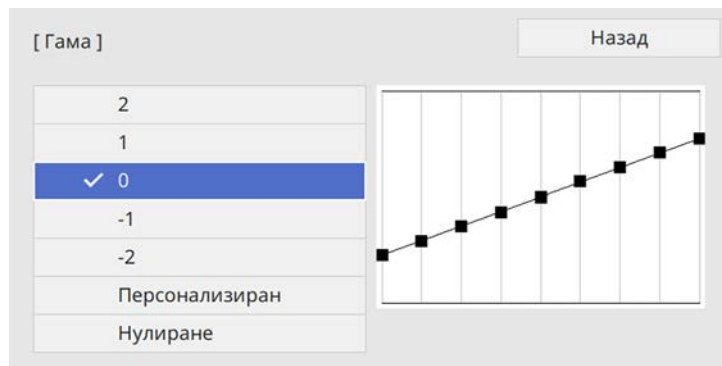 [ Гама ]
Назад
2
1
0
-1
-2
Персонализиран
Нулиране